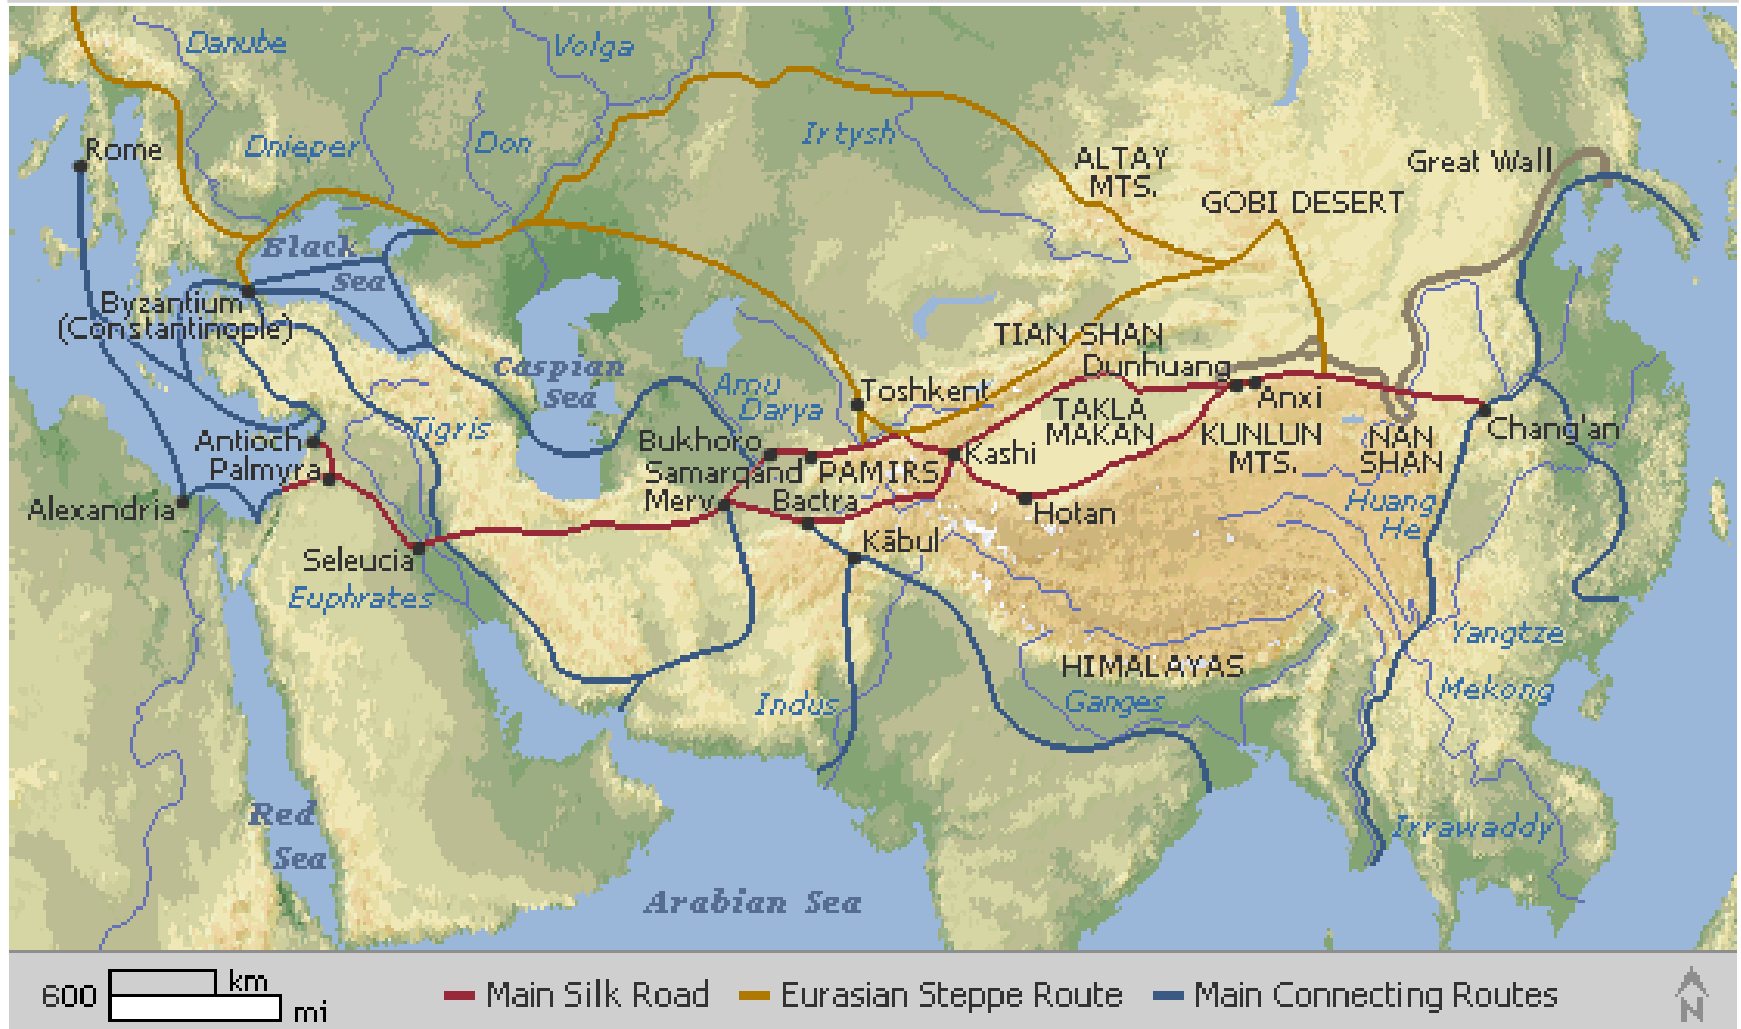 Danube
Volga
Dnieper
Don
Irtysh
Rome
ALTAY
MTS.
Great Wall
GOBI DESERT
Black
Sea
Byzantium
(Constantinople)
TIAN SHAN
Caspian
Sea
Dunhuang
Amu
Darya
Toshkent
Anxi
TAKLA
MAKAN
Tigris
Antioch
Bukhoro
Kashi
KUNLUN
MTS.
NAN
SHAN
Chang'an
Palmyra
Samarqand
PAMIRS
Merv
Bactra
Alexandria
Hotan
Huang
He
Seleucia
Kābul
Euphrates
Yangtze
HIMALAYAS
Indus
Ganges
Mekong
Red
Sea
Irrawaddy
Arabian Sea
600
km
mi
Main Silk Road
Eurasian Steppe Route
Main Connecting Routes
N